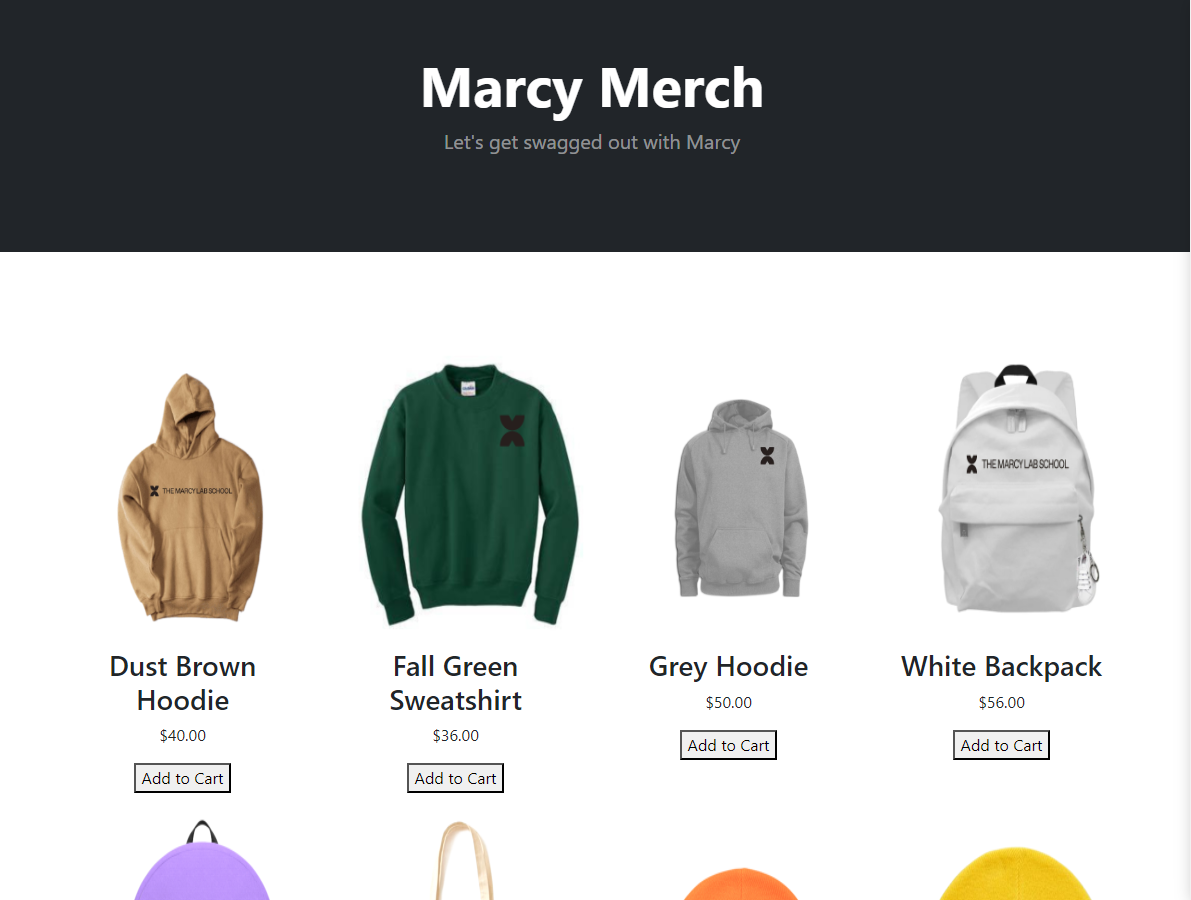 Marcy Merch
Let's get swagged out with Marcy
THE MARCY LAB SCHOOL
THE MARCY LAB SCHOOL
Dust Brown
Hoodie
$40.00
Add to Cart
Fall Green
Sweatshirt
$36.00
Add to Cart
Grey Hoodie
$50.00
Add to Cart
White Backpack
$56.00
Add to Cart